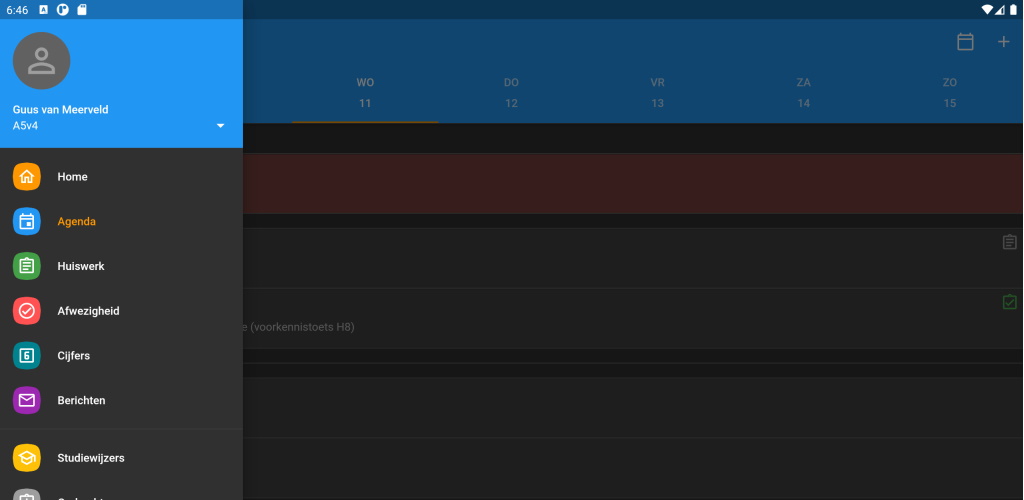 6:46
Guus van Meerveld
A5v4
WO
11
DO
12
VR
13
ZA
14
ZO
15
Home
Agenda
Huiswerk
Afwezigheid
Cijfers
Berichten
Studiewijzers
e (voorkennistoets H8)